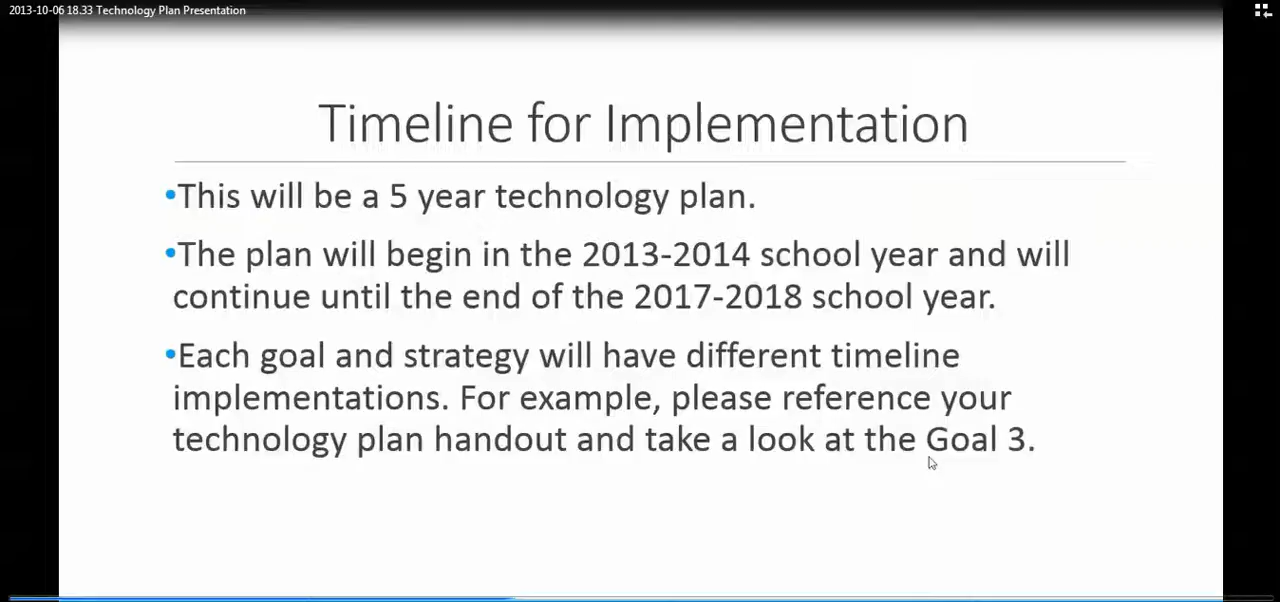 2013-10-06 18.33 Technology Plan Presentation
Timeline for Implementation
•This will be a 5 year technology plan.
•The plan will begin in the 2013-2014 school year and will
continue until the end of the 2017-2018 school year.
•Each goal and strategy will have different timeline
implementations. For example, please reference your
technology plan handout and take a look at the Goal 3.